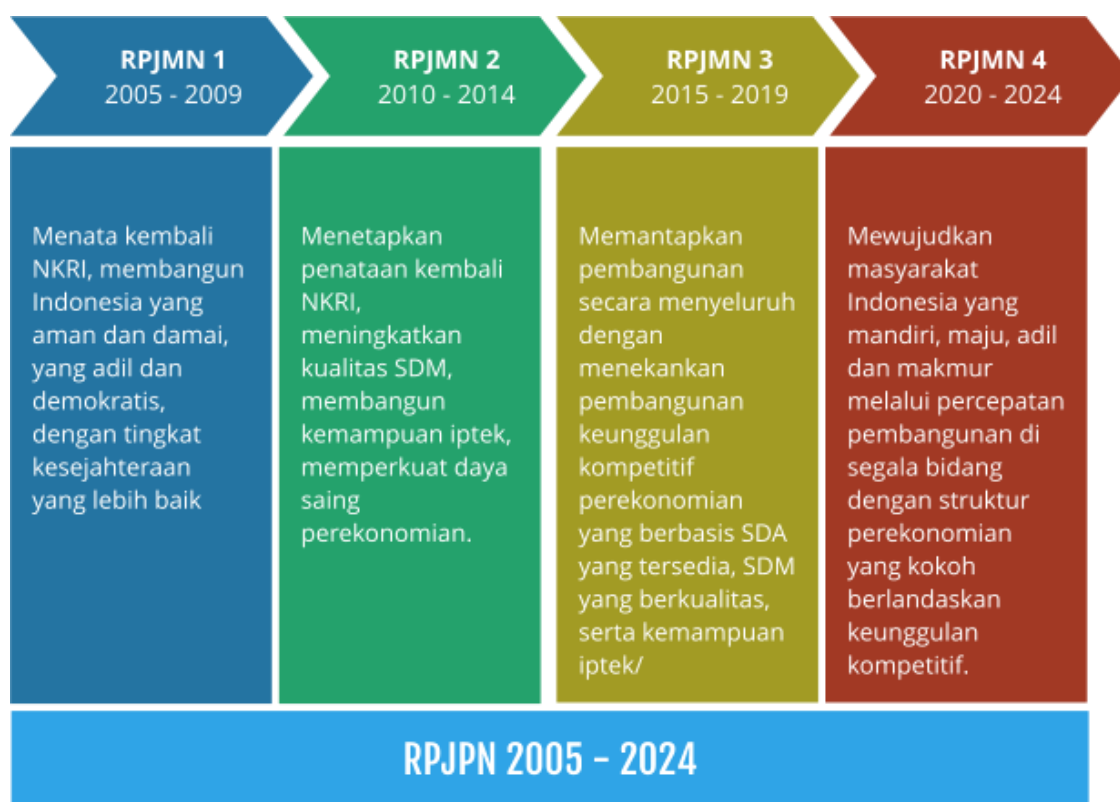 RPJMN 1
2005 - 2009
RPJMN 2
2010 - 2014
RPJMN 3
2015 - 2019
RPJMN 4
2020 - 2024
Menata kembali
NKRI, membangun
Indonesia yang
aman dan damai,
yang adil dan
demokratis,
dengan tingkat
kesejahteraan
yang lebih baik
Menetapkan
penataan kembali
NKRI,
meningkatkan
kualitas SDM,
membangun
kemampuan iptek,
memperkuat daya
saing
perekonomian.
Memantapkan
pembangunan
secara menyeluruh
dengan
menekankan
pembangunan
keunggulan
kompetitif
perekonomian
yang berbasis SDA
yang tersedia, SDM
yang berkualitas,
serta kemampuan
iptek/
Mewujudkan
masyarakat
Indonesia yang
mandiri, maju, adil
dan makmur
melalui percepatan
pembangunan di
segala bidang
dengan struktur
perekonomian
yang kokoh
berlandaskan
keunggulan
kompetitif.
RPJPN 2005 - 2024